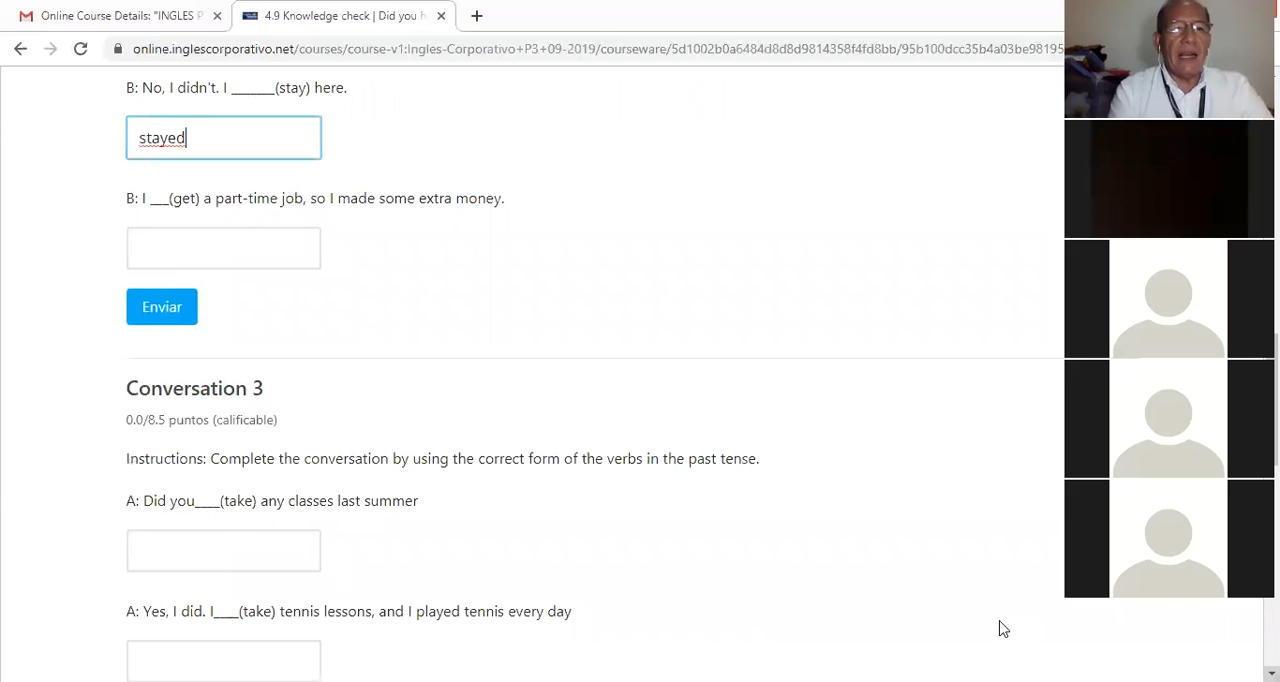 Online Course Details: "INGLES P
4.9 Knowledge check | Did you h
online.inglescorporativo.net/courses/course-v1:Ingles-Corporativo+P3+09-2019/courseware/5d1002b0a6484d8d8d9814358f4fd8bb/95b100dcc35b4a03be98195
B: No, I didn't. I ______(stay) here.
stayed
B: I ___(get) a part-time job, so I made some extra money.
Enviar
Conversation 3
0.0/8.5 puntos (calificable)
Instructions: Complete the conversation by using the correct form of the verbs in the past tense.
A: Did you____(take) any classes last summer
A: Yes, I did. I____(take) tennis lessons, and I played tennis every day